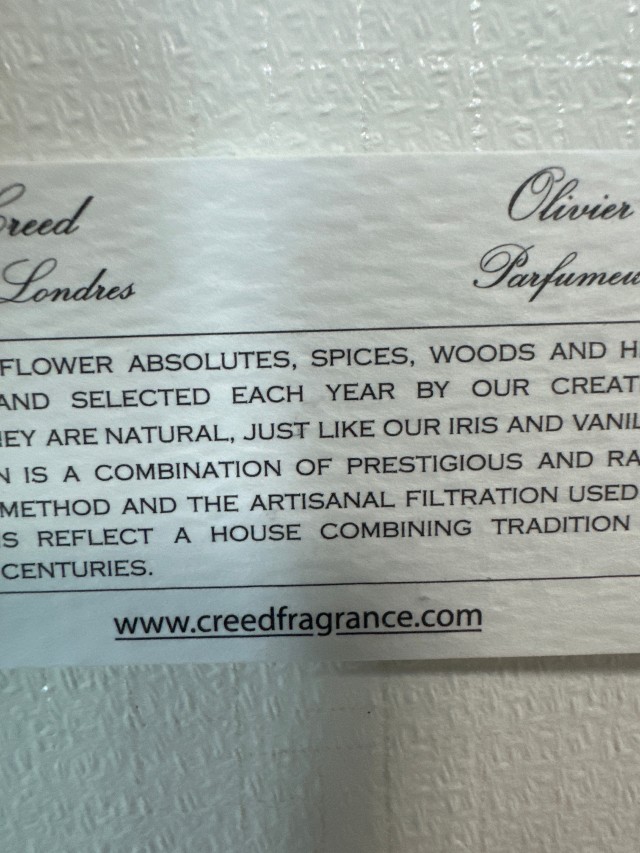 Creed Olivier
Londres Parfumeu
FLOWER ABSOLUTES, SPICES, WOODS AND H
AND SELECTED EACH YEAR BY OUR CREAT
HEY ARE NATURAL, JUST LIKE OUR IRIS AND VANIL
N IS A COMBINATION OF PRESTIGIOUS AND RA
METHOD AND THE ARTISANAL FILTRATION USED
S REFLECT A HOUSE COMBINING TRADITION
CENTURIES.
www.creedfragrance.com